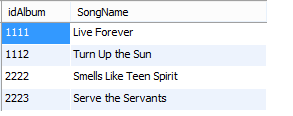 idAlbum SongName
1111 Live Forever
1112 Turn Up the Sun
2222 Smells Like Teen Spirit
2223 Serve the Servants